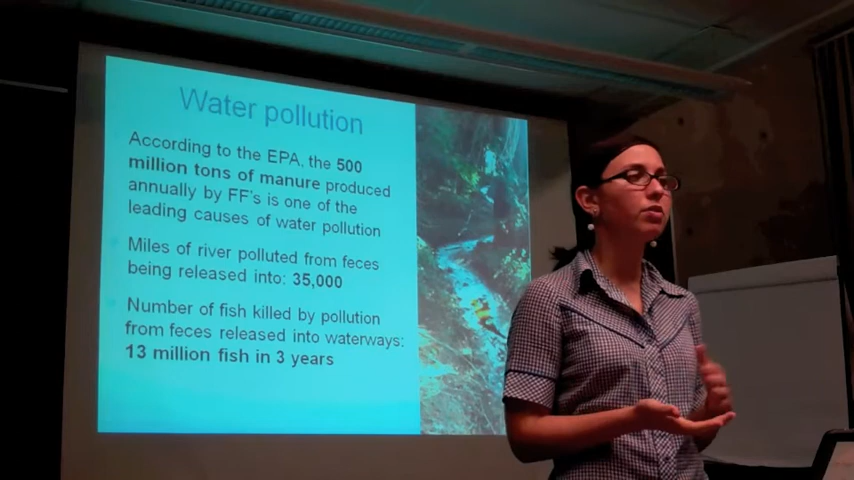 Water pollution
According to the EPA, the 500
million tons of manure produced
annually by FF's is one of the
leading causes of water pollution
Miles of river polluted from feces
being released into: 35,000
Number of fish killed by pollution
from feces released into waterways:
13 million fish in 3 years